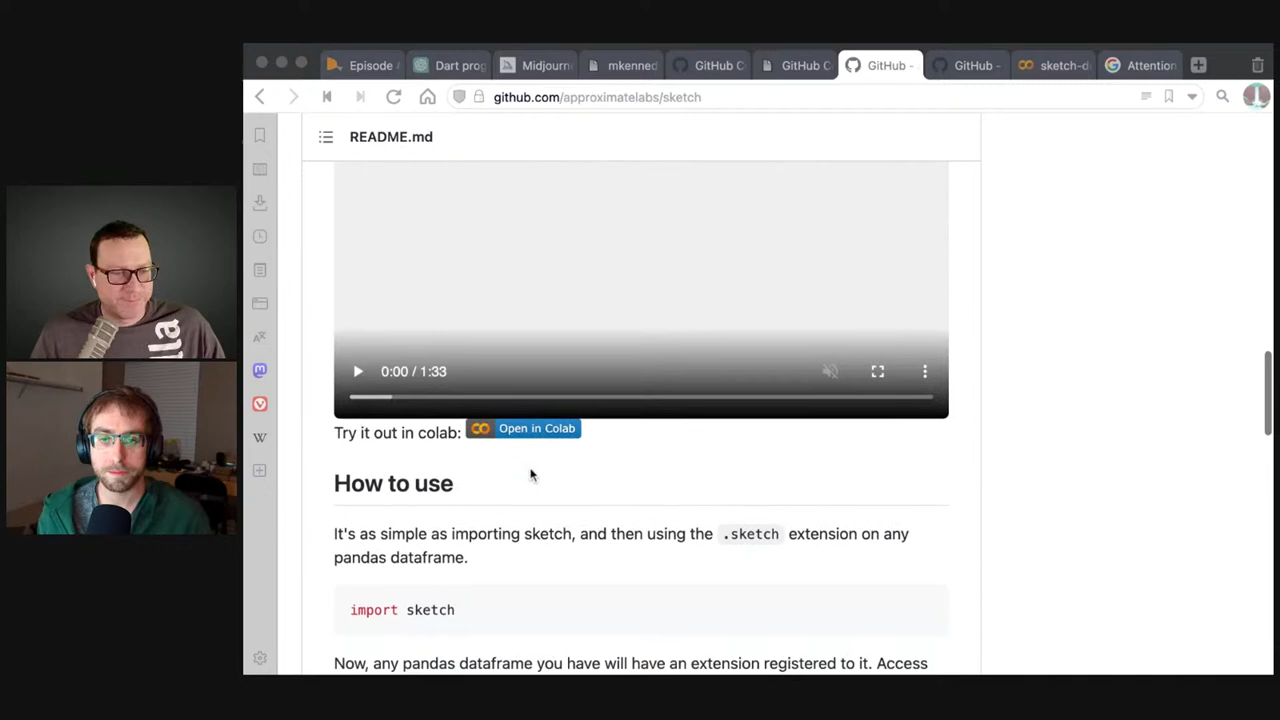 Episode
Dart prog
Midjourn
mkenned
GitHub C
GitHub C
GitHub -
GitHub -
sketch-d
Attention
github.com/approximatelabs/sketch
README.md
0:00 / 1:33
Try it out in colab: Open in Colab
How to use
It's as simple as importing sketch, and then using the .sketch extension on any
pandas dataframe.
import sketch
Now, any pandas dataframe you have will have an extension registered to it. Access
lla
W